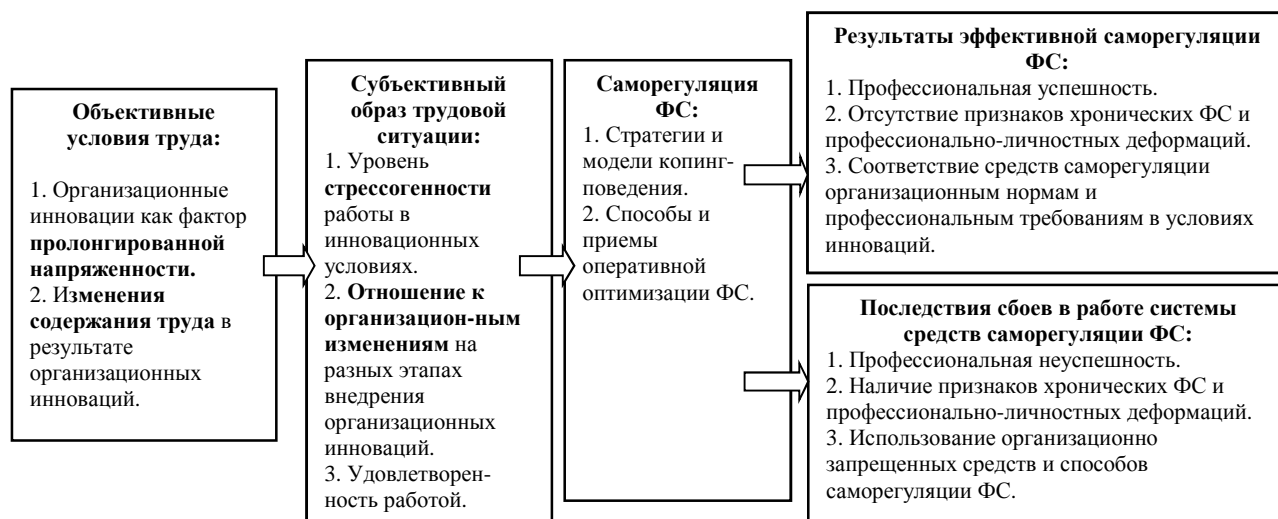 Объективные
условия труда:
1. Организационные
инновации как фактор
пролонгированной
напряженности.
2. Изменения
содержания труда в
результате
организационных
инноваций.
Субъективный
образ трудовой
ситуации:
1. Уровень
стрессогенности
работы в
инновационных
условиях.
2. Отношение к
организацион-ным
изменениям на
разных этапах
внедрения
организационных
инноваций.
3. Удовлетворен-
ность работой.
Саморегуляция
ФС:
1. Стратегии и
модели копинг-
поведения.
2. Способы и
приемы
оперативной
оптимизации ФС.
Результаты эффективной саморегуляции
ФС:
1. Профессиональная успешность.
2. Отсутствие признаков хронических ФС и
профессионально-личностных деформаций.
3. Соответствие средств саморегуляции
организационным нормам и
профессиональным требованиям в условиях
инноваций.
Последствия сбоев в работе системы
средств саморегуляции ФС:
1. Профессиональная неуспешность.
2. Наличие признаков хронических ФС и
профессионально-личностных деформаций.
3. Использование организационно
запрещенных средств и способов
саморегуляции ФС.